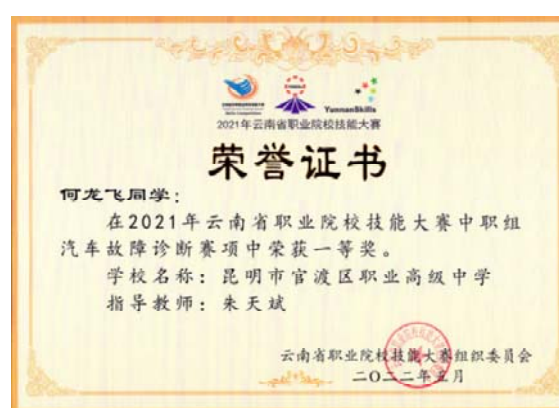 YunnanSkills
2021年云南省职业院校技能大赛
荣誉证书
何龙飞同学：
在2021年云南省职业院校技能大赛中职组
汽车故障诊断赛项中荣获一等奖。
学校名称：昆明市官渡区职业高级中学
指导教师：朱天斌
云南省职业院校技能大赛组织委员会
二〇二二年五月